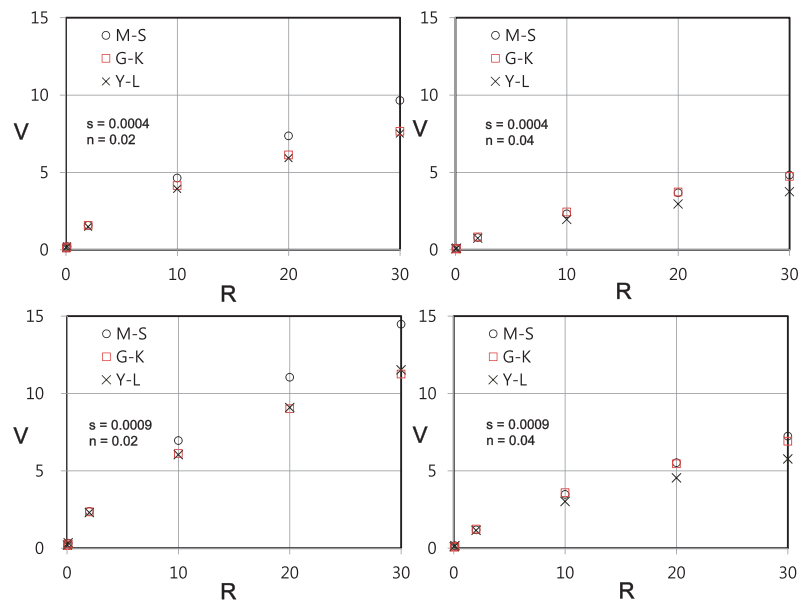 15
M-S
G-K
10
Y-L
V
s = 0.0004
n = 0.02
5
0
0 10 20 30
R
15
M-S
G-K
10
Y-L
V
s = 0.0004
n = 0.04
5
0
0 10 20 30
R
15
M-S
G-K
Y-L
10
V
s = 0.0009
n = 0.02
5
0
0 10 20 30
R
15
M-S
G-K
Y-L
10
V
s = 0.0009
n = 0.04
5
0
0 10 20 30
R